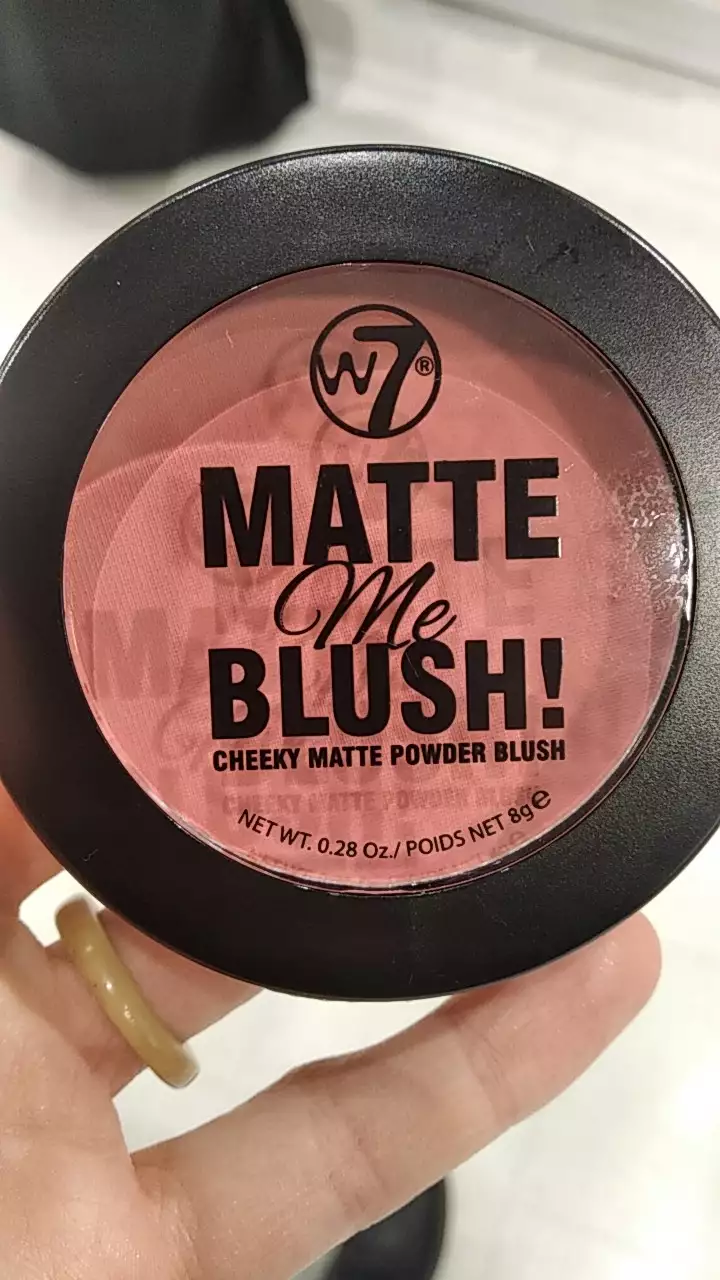 W7®
MATTE
Me
BLUSH!
CHEEKY MATTE POWDER BLUSH
NET WT. 0.28 Oz./ POIDS NET 8g℮